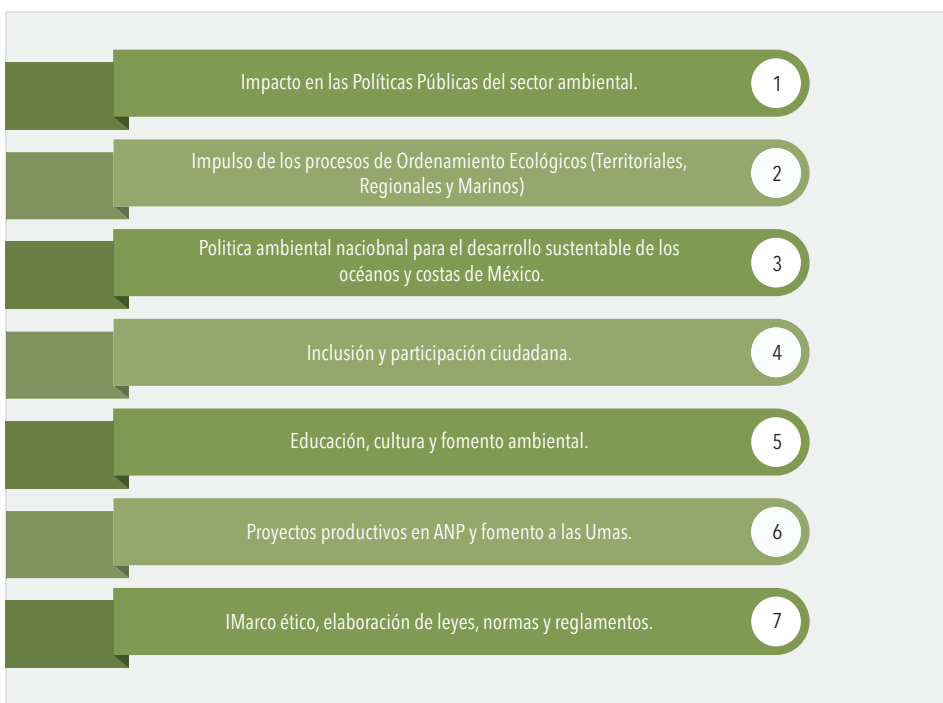 Impacto en las Políticas Públicas del sector ambiental.
1
Impulso de los procesos de Ordenamiento Ecológicos (Territoriales,
Regionales y Marinos)
2
Politica ambiental naciobnal para el desarrollo sustentable de los
océanos y costas de México.
3
Inclusión y participación ciudadana.
4
Educación, cultura y fomento ambiental.
5
Proyectos productivos en ANP y fomento a las Umas.
6
IMarco ético, elaboración de leyes, normas y reglamentos.
7